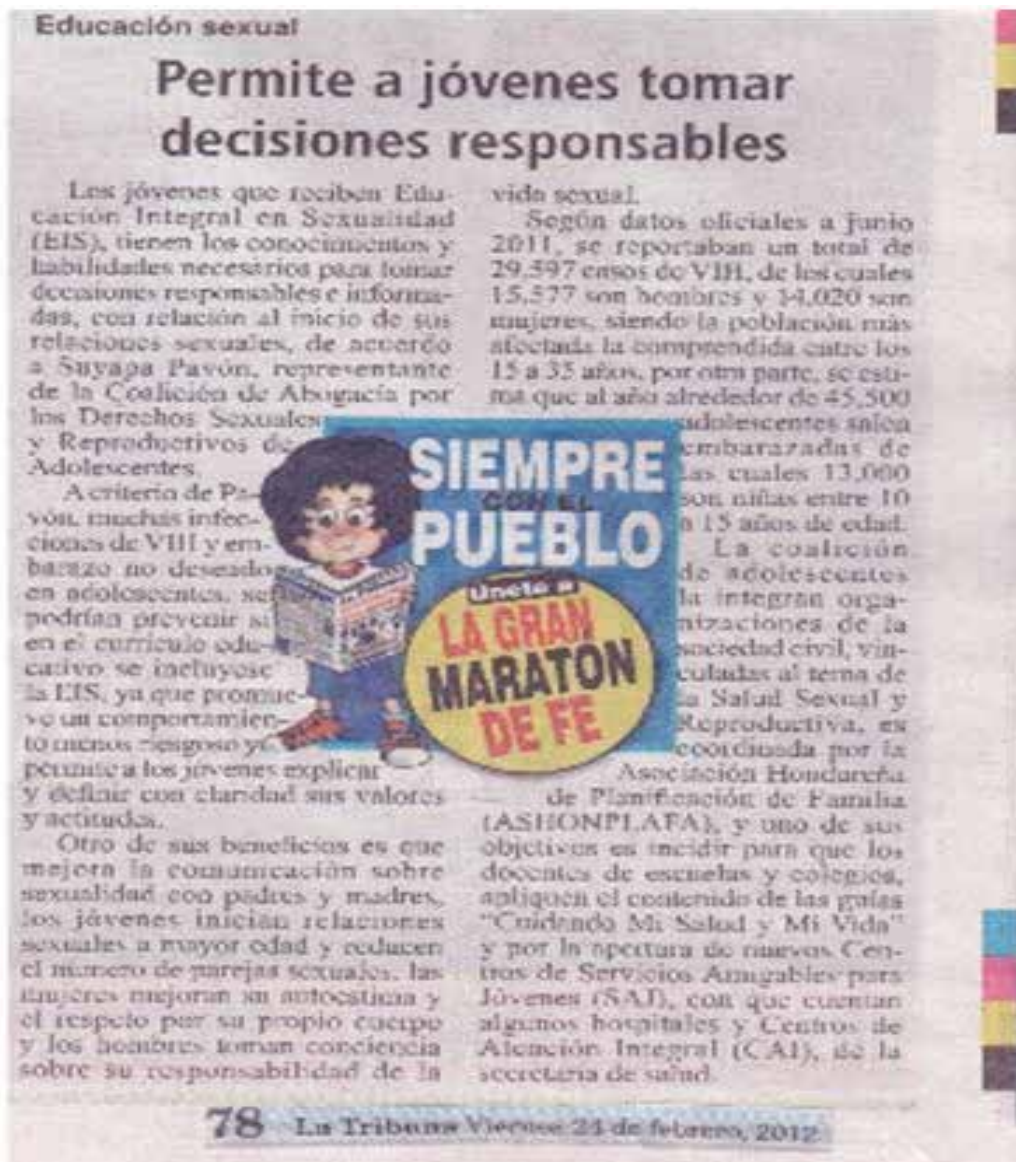 Educación sexual
Permite a jóvenes tomar
decisiones responsables
Los jóvenes que reciben Edu-
cación Integral en Sexualidad
(EIS), tienen los conocimientos y
habilidades necesarios para tomar
decisiones responsables e informa-
das, con relación al inicio de sus
relaciones sexuales, de acuerdo
a Suyapa Pavón, representante
de la Coalición de Abogacía por
los Derechos Sexuales
y Reproductivos de
Adolescentes.
A criterio de Pa-
vón, muchas infec-
ciones de VIH y em-
barazo no deseado
en adolescentes, se
podrían prevenir si
en el currículo edu-
cativo se incluyese
la EIS, ya que promue-
ve un comportamien-
to menos riesgoso y
permite a los jóvenes explicar
y definir con claridad sus valores
y actitudes.
Otro de sus beneficios es que
mejora la comunicación sobre
sexualidad con padres y madres,
los jóvenes inician relaciones
sexuales a mayor edad y reducen
el número de parejas sexuales, las
mujeres mejoran su autoestima y
el respeto por su propio cuerpo
y los hombres toman conciencia
sobre su responsabilidad de la
vida sexual.
Según datos oficiales a junio
2011, se reportaban un total de
29.597 casos de VIH, de los cuales
15.577 son hombres y 14.020 son
mujeres, siendo la población más
afectada la comprendida entre los
15 a 35 años, por otra parte, se esti-
ma que al año alrededor de 45,500
adolescentes salen
embarazadas de
las cuales 13,000
son niñas entre 10
a 15 años de edad.
La coalición
de adolescentes
la integran orga-
nizaciones de la
sociedad civil, vin-
culadas al tema de
la Salud Sexual y
Reproductiva, es
coordinada por la
Asociación Hondureña
de Planificación de Familia
(ASHONPLAFA), y uno de sus
objetivos es incidir para que los
docentes de escuelas y colegios,
apliquen el contenido de las guías
"Cuidando Mi Salud y Mi Vida"
y por la apertura de nuevos Cen-
tros de Servicios Amigables para
Jóvenes (SAJ), con que cuentan
algunos hospitales y Centros de
Atención Integral (CAI), de la
secretaria de salud.
SIEMPRE
CON EL
PUEBLO
Únete a
LA GRAN
MARATON
DE FE
78 La Tribuna Viernes 24 de febrero, 2012